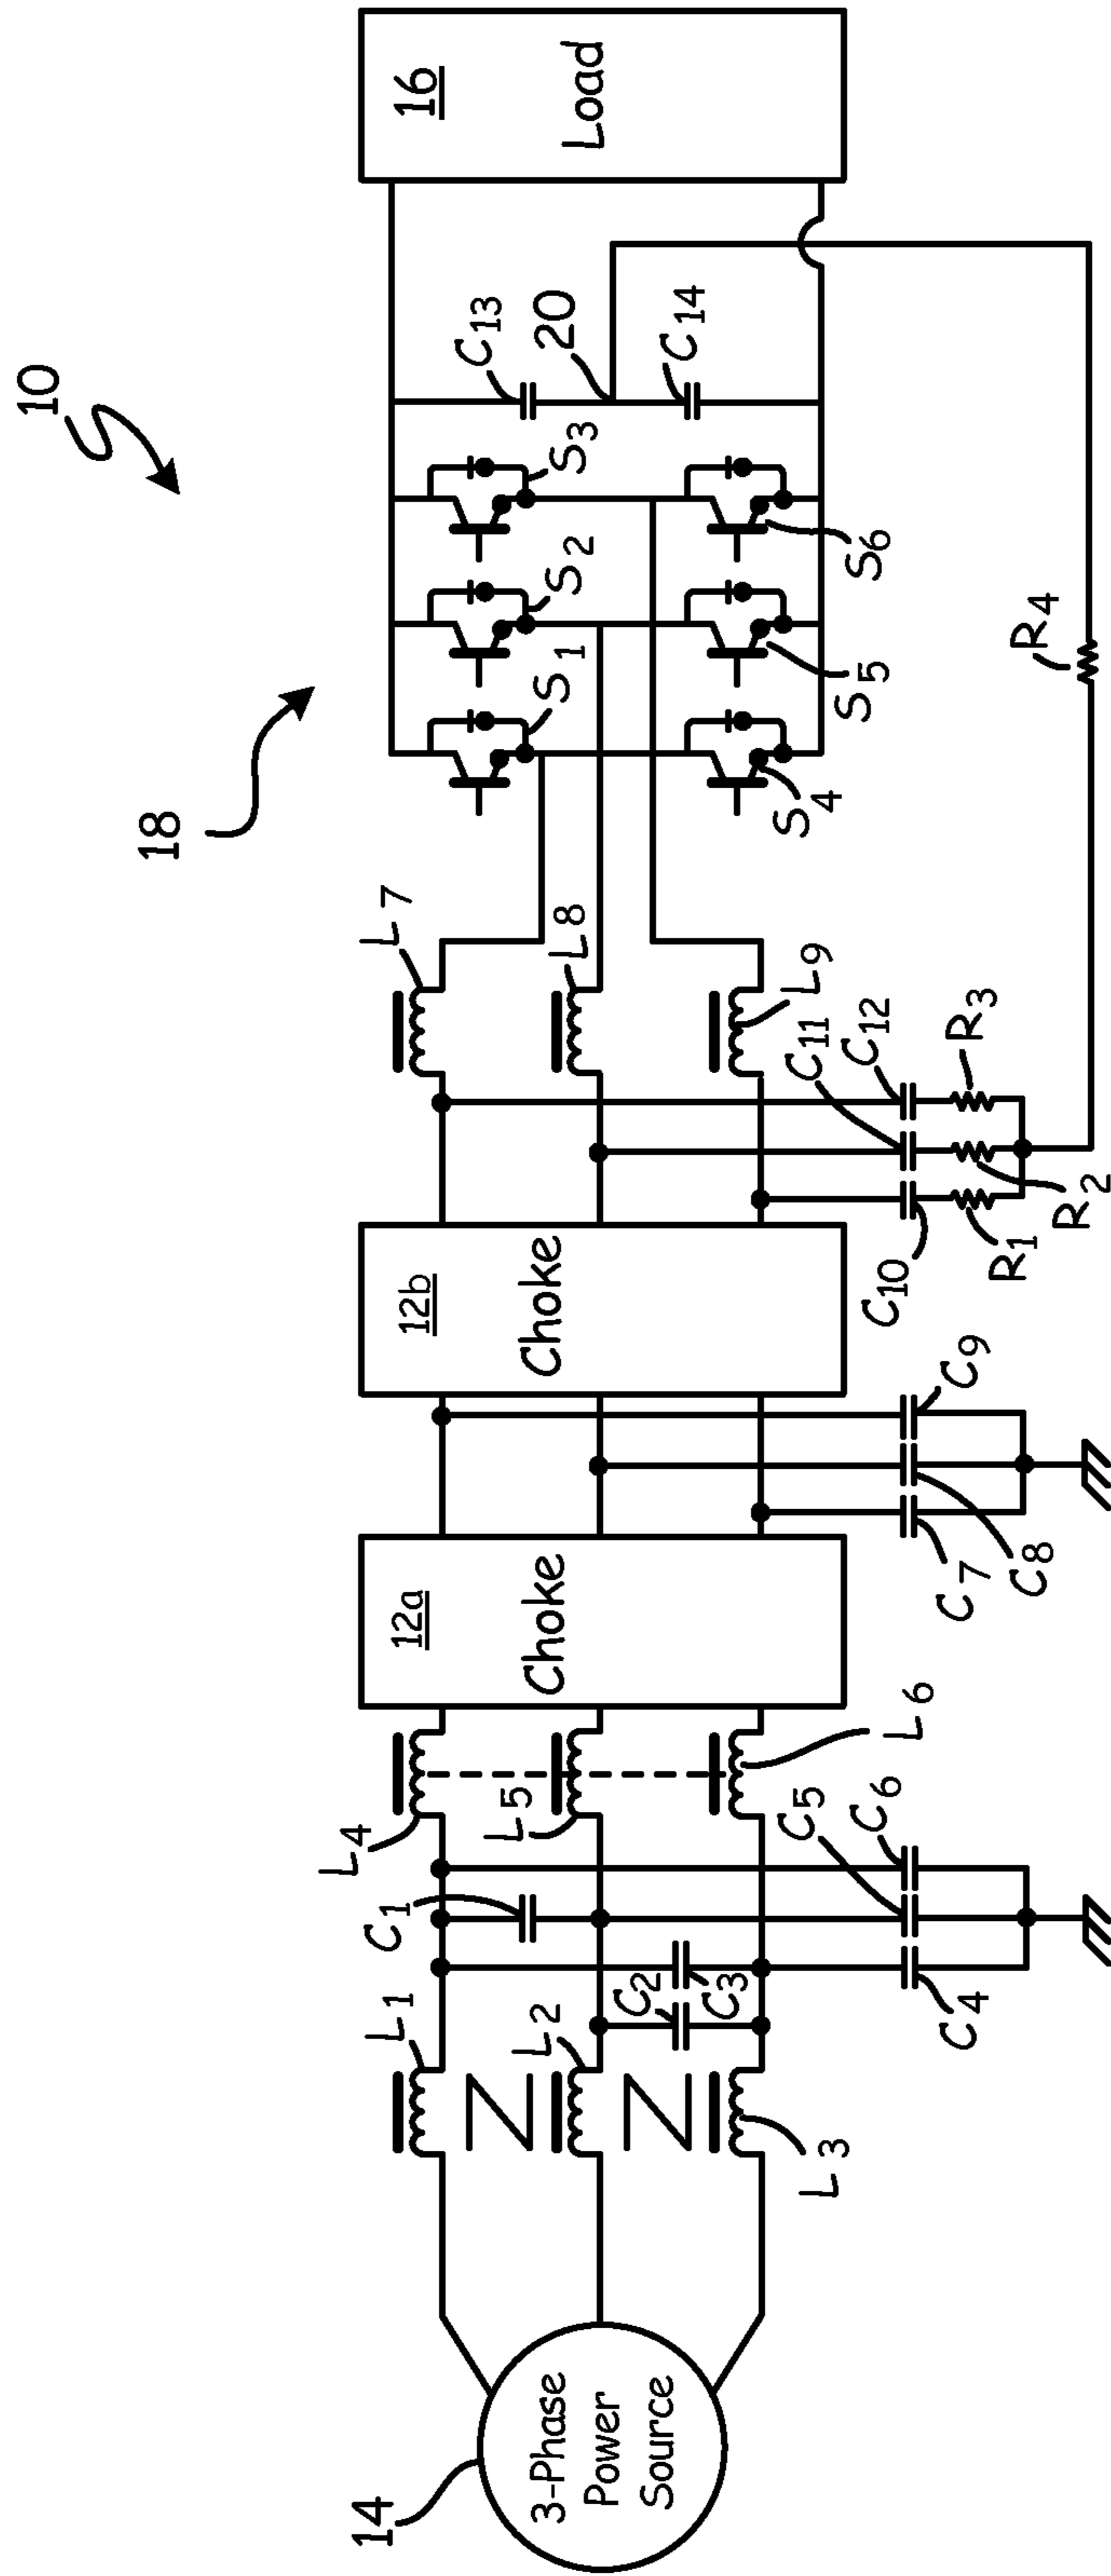 10
18
14
3-Phase
Power
Source
L1
L2
L3
C1
C2
C3
C4
C5
C6
L4
L5
L6
12a
Choke
C7
C8
C9
12b
Choke
C10
C11
C12
R1
R2
R3
L7
L8
L9
S1
S2
S3
S4
S5
S6
C13
20
C14
R4
16
Load